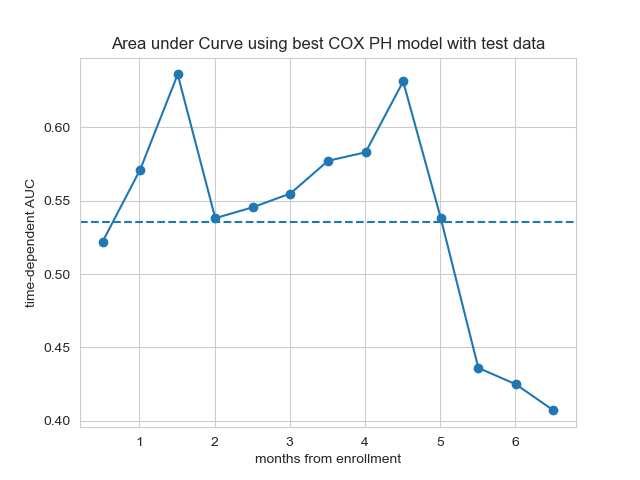 Area under Curve using best COX PH model with test data
time-dependent AUC
0.60
0.55
0.50
0.45
0.40
1 2 3 4 5 6
months from enrollment